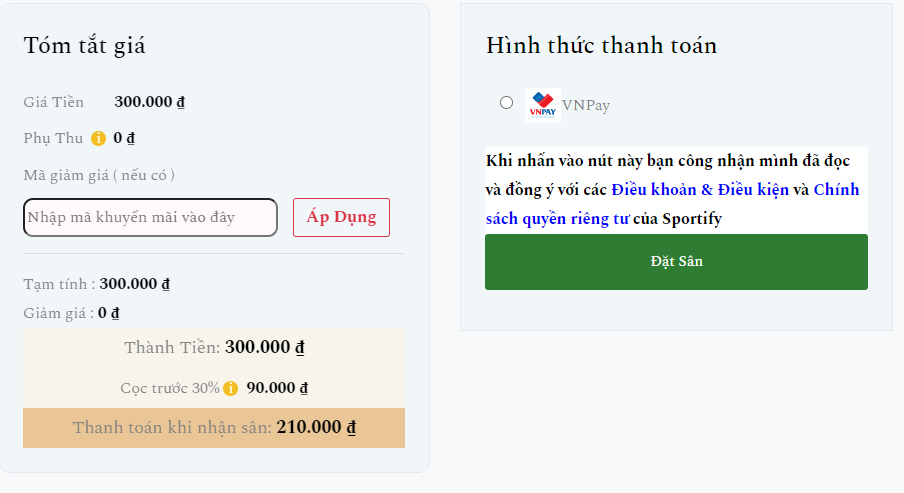 Tóm tắt giá
Giá Tiền 300.000 ₫
Phụ Thu i 0 ₫
Mã giảm giá ( nếu có )
Nhập mã khuyến mãi vào đây
Áp Dụng
Tạm tính : 300.000 ₫
Giảm giá : 0 ₫
Thành Tiền: 300.000 ₫
Cọc trước 30% i 90.000 ₫
Thanh toán khi nhận sân: 210.000 ₫
Hình thức thanh toán
VNPAY VNPay
Khi nhấn vào nút này bạn công nhận mình đã đọc
và đồng ý với các Điều khoản & Điều kiện và Chính
sách quyền riêng tư của Sportify
Đặt Sân